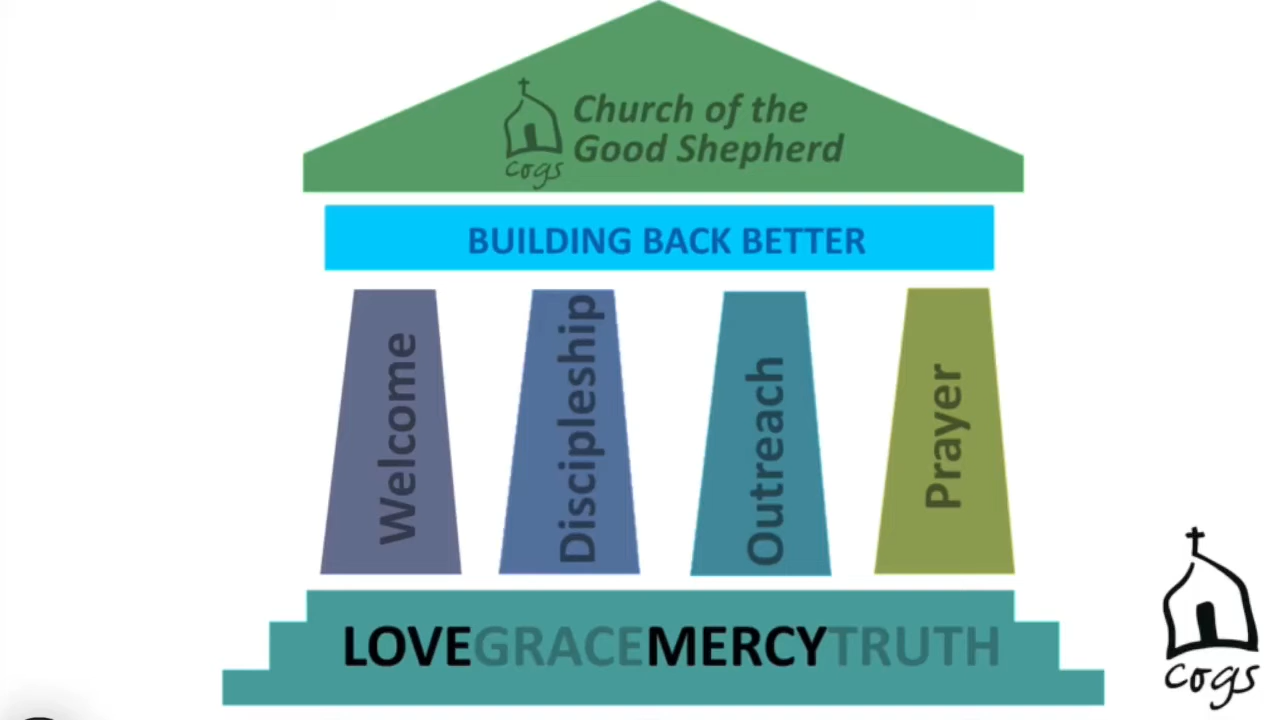 Church of the
Good Shepherd
cogs
BUILDING BACK BETTER
Welcome
Discipleship
Outreach
Prayer
LOVEGRACEMERCYTRUTH
cogs